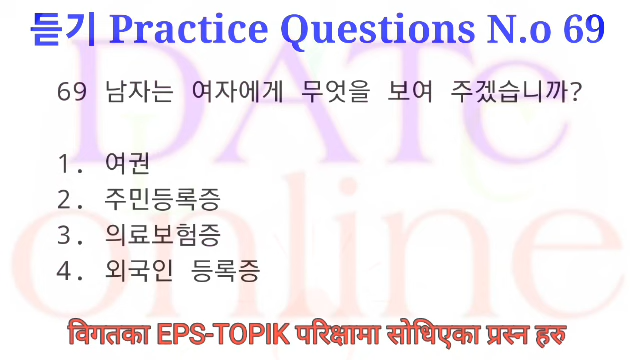 듣기 Practice Questions N.o 69
DATe
online
69 남자는 여자에게 무엇을 보여 주겠습니까?
1. 여권
2. 주민등록증
3. 의료보험증
4. 외국인 등록증
विगतका EPS-TOPIK परिक्षामा सोधिएका प्रस्न हरु